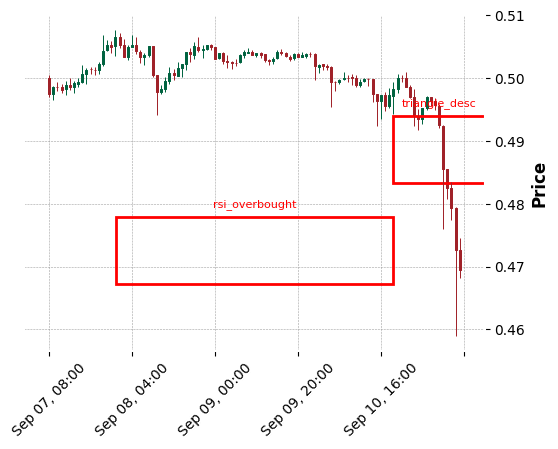 0.51
0.50
triangle_desc
0.49
0.48
rsi_overbought
0.47
0.46
Price
Sep 07, 08:00
Sep 08, 04:00
Sep 09, 00:00
Sep 09, 20:00
Sep 10, 16:00